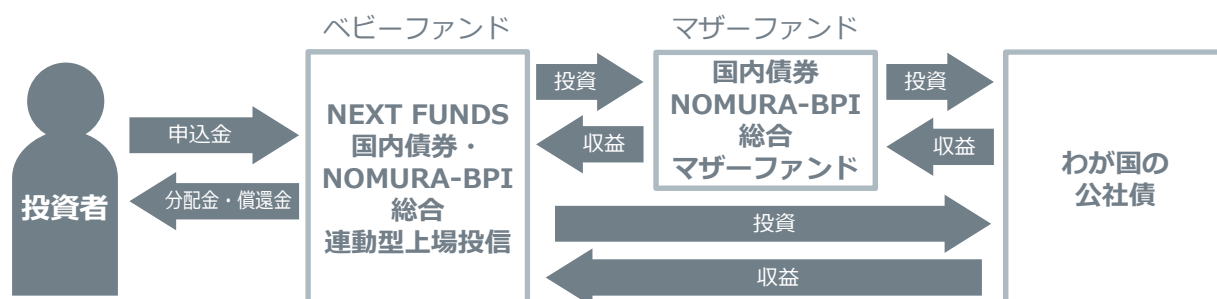 ベビーファンド
マザーファンド
投資者
申込金
分配金・償還金
NEXT FUNDS
国内債券・
NOMURA-BPI
総合
連動型上場投信
投資
収益
国内債券
NOMURA-BPI
総合
マザーファンド
投資
収益
投資
収益
わが国の
公社債